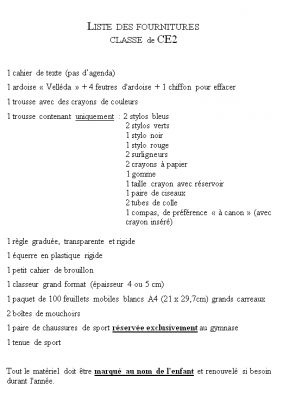 LISTE DES FOURNITURES
CLASSE de CE2
1 cahier de texte (pas d'agenda)
1 ardoise « Velléda » + 4 feutres d'ardoise + 1 chiffon pour effacer
1 trousse avec des crayons de couleurs
1 trousse contenant uniquement : 2 stylos bleus
2 stylos verts
1 stylo noir
1 stylo rouge
2 surligneurs
2 crayons à papier
1 gomme
1 taille crayon avec réservoir
1 paire de ciseaux
2 tubes de colle
1 compas, de préférence « à canon » (avec
crayon inséré)
1 règle graduée, transparente et rigide
1 équerre en plastique rigide
1 petit cahier de brouillon
1 classeur grand format (épaisseur 4 ou 5 cm)
1 paquet de 100 feuillets mobiles blancs A4 (21 x 29,7cm) grands carreaux
2 boîtes de mouchoirs
1 paire de chaussures de sport réservée exclusivement au gymnase
1 tenue de sport
Tout le matériel doit être marqué au nom de l'enfant et renouvelé si besoin
durant l'année.